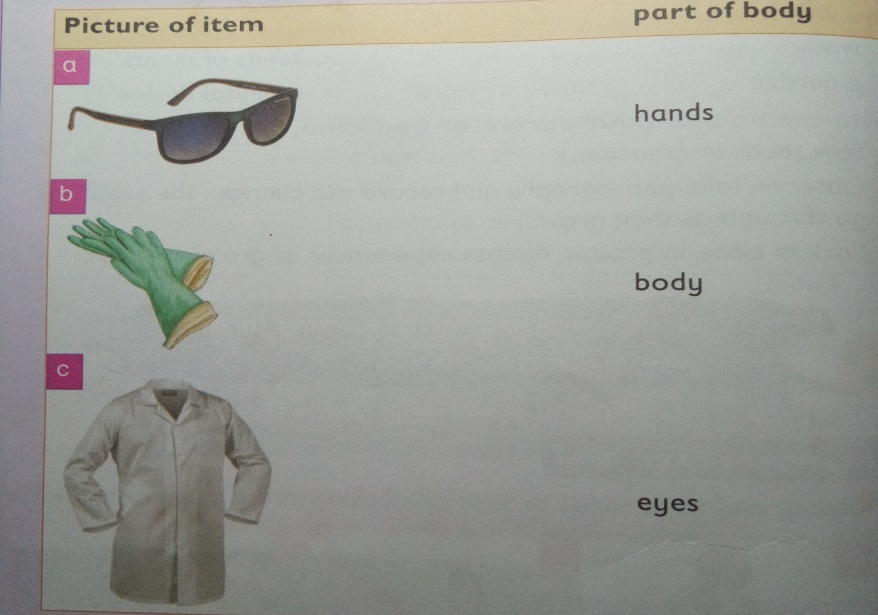 Picture of item
part of body
a
hands
b
body
c
eyes